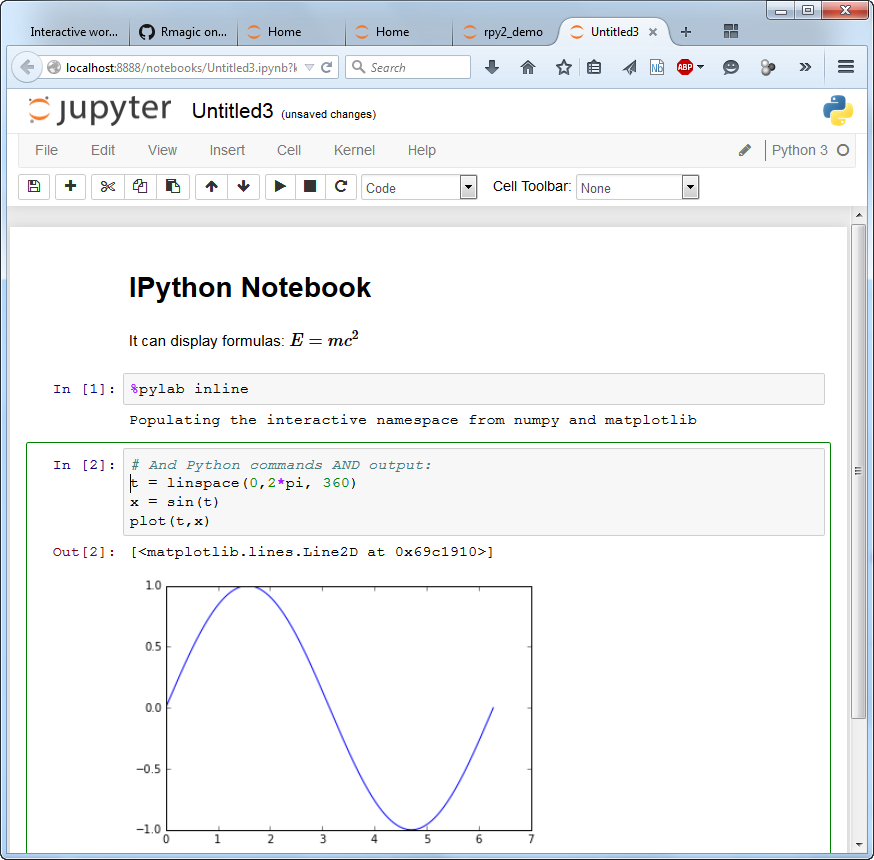 Interactive wor... Rmagic on... Home Home rpy2_demo Untitled3
localhost:8888/notebooks/Untitled3.ipynb?k Search Nb ABP
jupyter Untitled3 (unsaved changes)
File Edit View Insert Cell Kernel Help Python 3
Code Cell Toolbar: None
IPython Notebook
It can display formulas: E = mc²
In [1]: %pylab inline
Populating the interactive namespace from numpy and matplotlib
In [2]: # And Python commands AND output:
t = linspace(0,2*pi, 360)
x = sin(t)
plot(t,x)
Out[2]: [<matplotlib.lines.Line2D at 0x69c1910>]
1.0
0.5
0.0
−0.5
−1.0
0 1 2 3 4 5 6 7